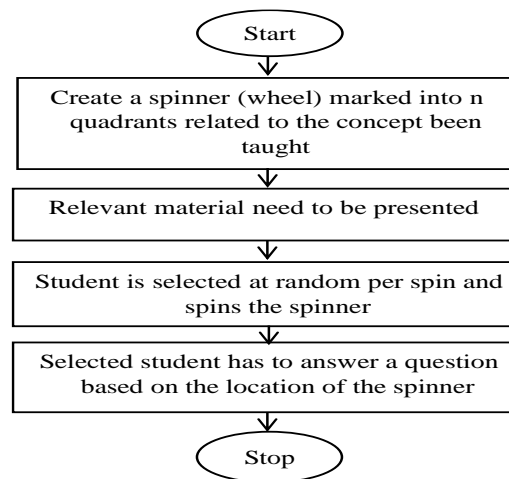 Start
Create a spinner (wheel) marked into n
quadrants related to the concept been
taught
Relevant material need to be presented
Student is selected at random per spin and
spins the spinner
Selected student has to answer a question
based on the location of the spinner
Stop